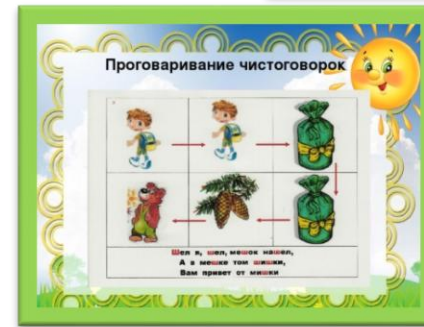 Проговаривание чистоговорок
Шел я, шел, мешок нашел,
А в мешке том шишки,
Вам привет от мишки